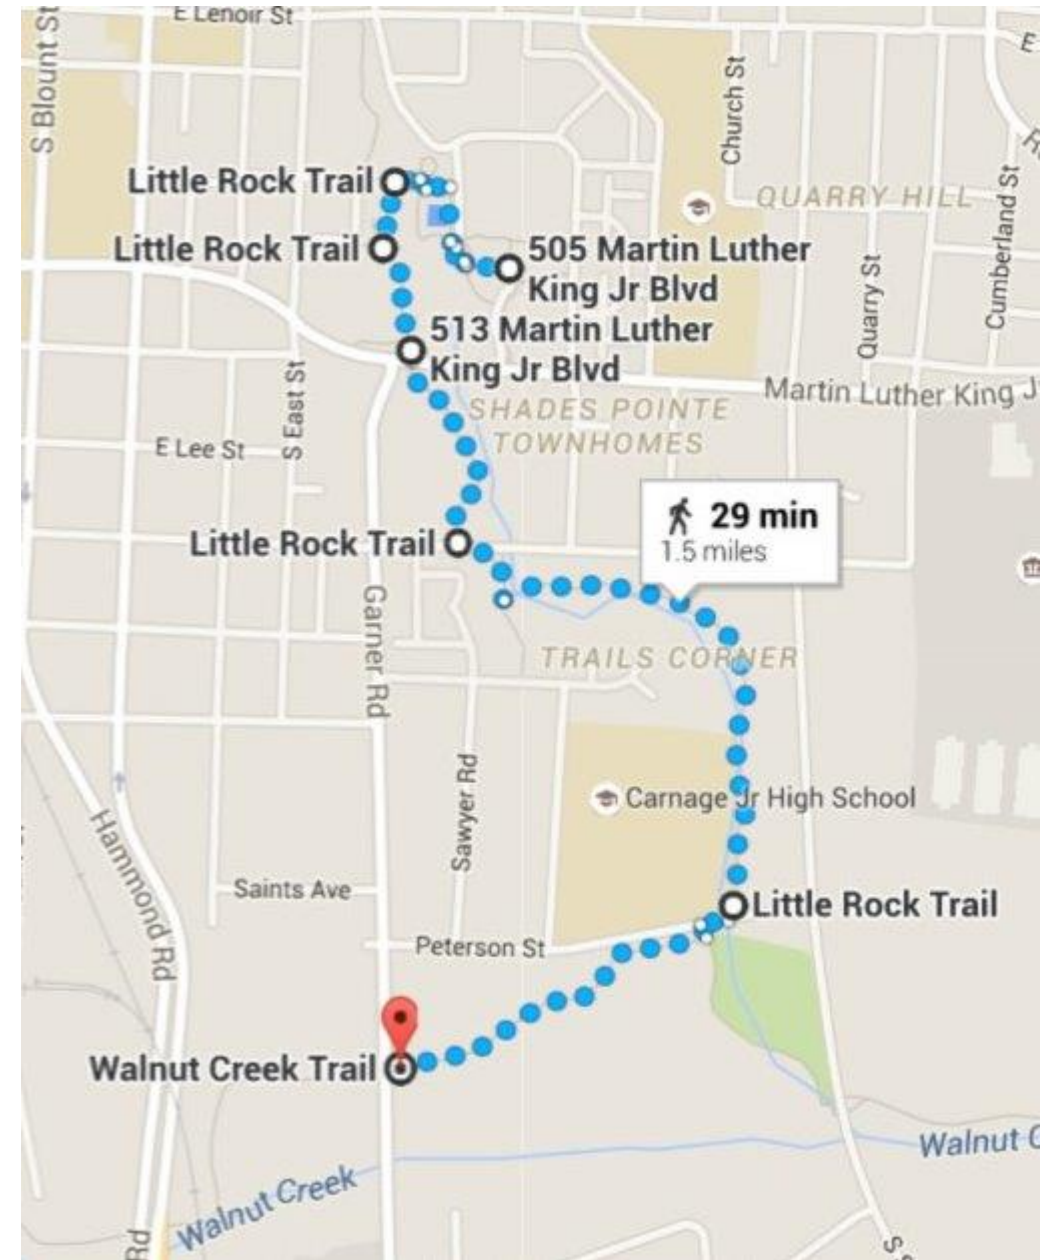 E Lenoir St
S Blount St
E
Church St
Little Rock Trail
QUARRY HILL
Cumberland St
Little Rock Trail
505 Martin Luther
King Jr Blvd
Quarry St
513 Martin Luther
King Jr Blvd
Martin Luther King J
S East St
SHADES POINTE
TOWNHOMES
E Lee St
29 min
1.5 miles
Little Rock Trail
Garner Rd
TRAILS CORNER
Sawyer Rd
Carnage Jr High School
Hammond Rd
Saints Ave
Little Rock Trail
Peterson St
Walnut Creek Trail
Walnut C
Walnut Creek
Rd
S S